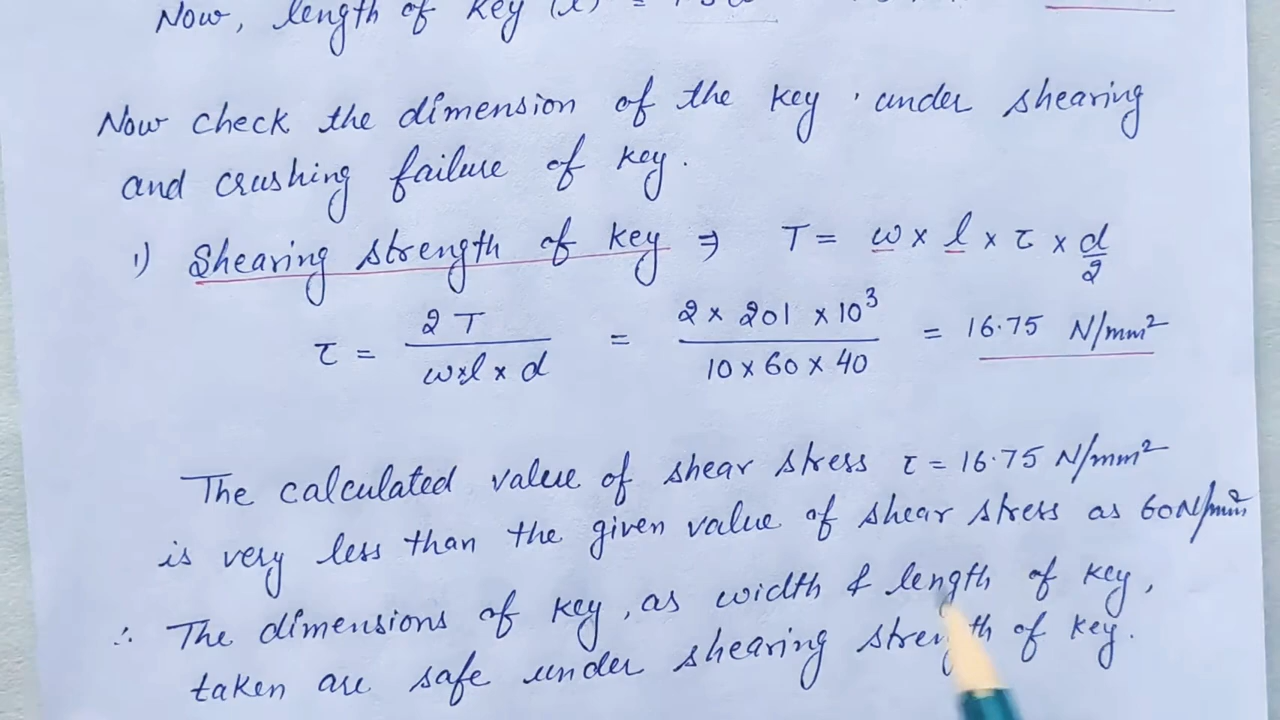 Now, length of key (l) =
Now check the dimension of the key under shearing
and crushing failure of key.
1) Shearing strength of key ⇒ T = w × l × τ × d/2
τ = 2T / w×l×d = 2 × 201 × 10³ / 10 × 60 × 40 = 16.75 N/mm²
The calculated value of shear stress τ = 16.75 N/mm²
is very less than the given value of shear stress as 60N/mm²
∴ The dimensions of key, as width & length of key,
taken are safe under shearing strength of key.